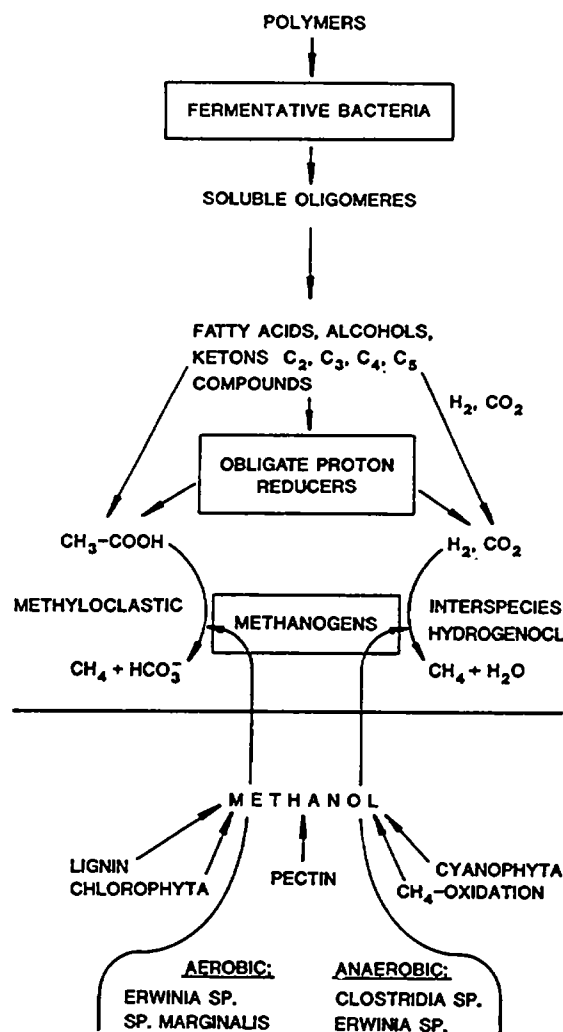 POLYMERS
FERMENTATIVE BACTERIA
SOLUBLE OLIGOMERES
FATTY ACIDS, ALCOHOLS,
KETONS C₂, C₃, C₄, C₅
COMPOUNDS
H₂, CO₂
OBLIGATE PROTON
REDUCERS
CH₃-COOH
H₂, CO₂
METHYLOCLASTIC
METHANOGENS
INTERSPECIES
HYDROGENOCL
CH₄ + HCO₃⁻
CH₄ + H₂O
METHANOL
LIGNIN
CHLOROPHYTA
PECTIN
CYANOPHYTA
CH₄-OXIDATION
AEROBIC:
ERWINIA SP.
SP. MARGINALIS
ANAEROBIC:
CLOSTRIDIA SP.
ERWINIA SP.